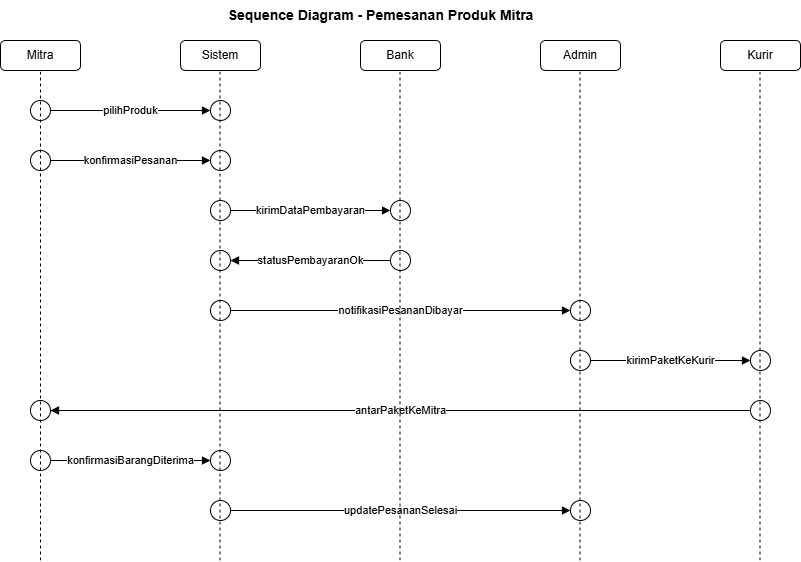 Sequence Diagram - Pemesanan Produk Mitra
Mitra
Sistem
Bank
Admin
Kurir
pilihProduk
konfirmasiPesanan
kirimDataPembayaran
statusPembayaranOk
notifikasiPesananDibayar
kirimPaketKeKurir
antarPaketKeMitra
konfirmasiBarangDiterima
updatePesananSelesai